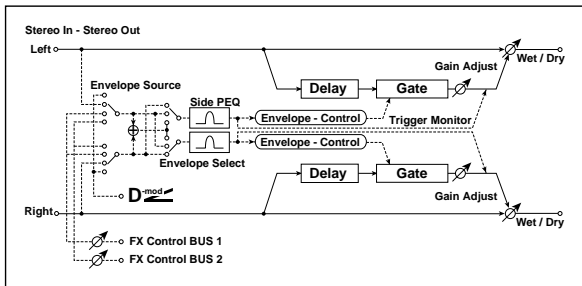 Stereo In - Stereo Out
Left
Wet / Dry
Gain Adjust
Envelope Source
Delay
Gate
Side PEQ
Envelope - Control
Trigger Monitor
Envelope - Control
Envelope Select
Delay
Gate
D-mod
Gain Adjust
Right
Wet / Dry
FX Control BUS 1
FX Control BUS 2